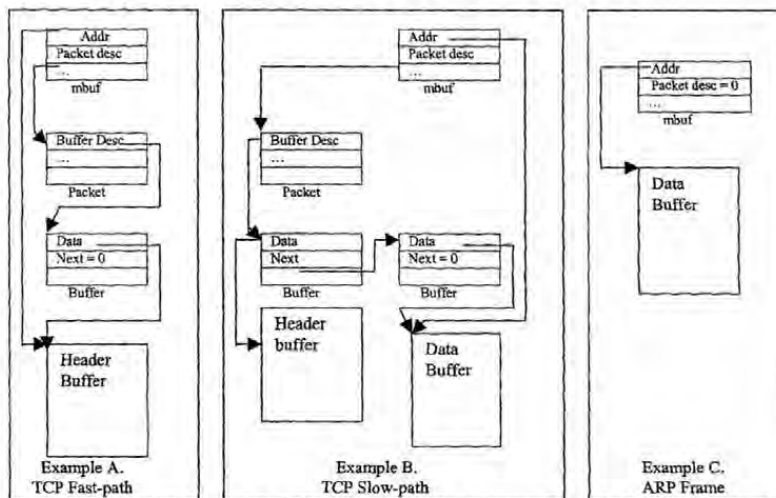 Addr
Packet desc
...
mbuf
Buffer Desc
...
Packet
Data
Next = 0
Buffer
Header
Buffer
Example A.
TCP Fast-path
Addr
Packet desc
...
mbuf
Buffer Desc
...
Packet
Data
Next
Buffer
Data
Next = 0
Buffer
Header
buffer
Data
Buffer
Example B.
TCP Slow-path
Addr
Packet desc = 0
...
mbuf
Data
Buffer
Example C.
ARP Frame